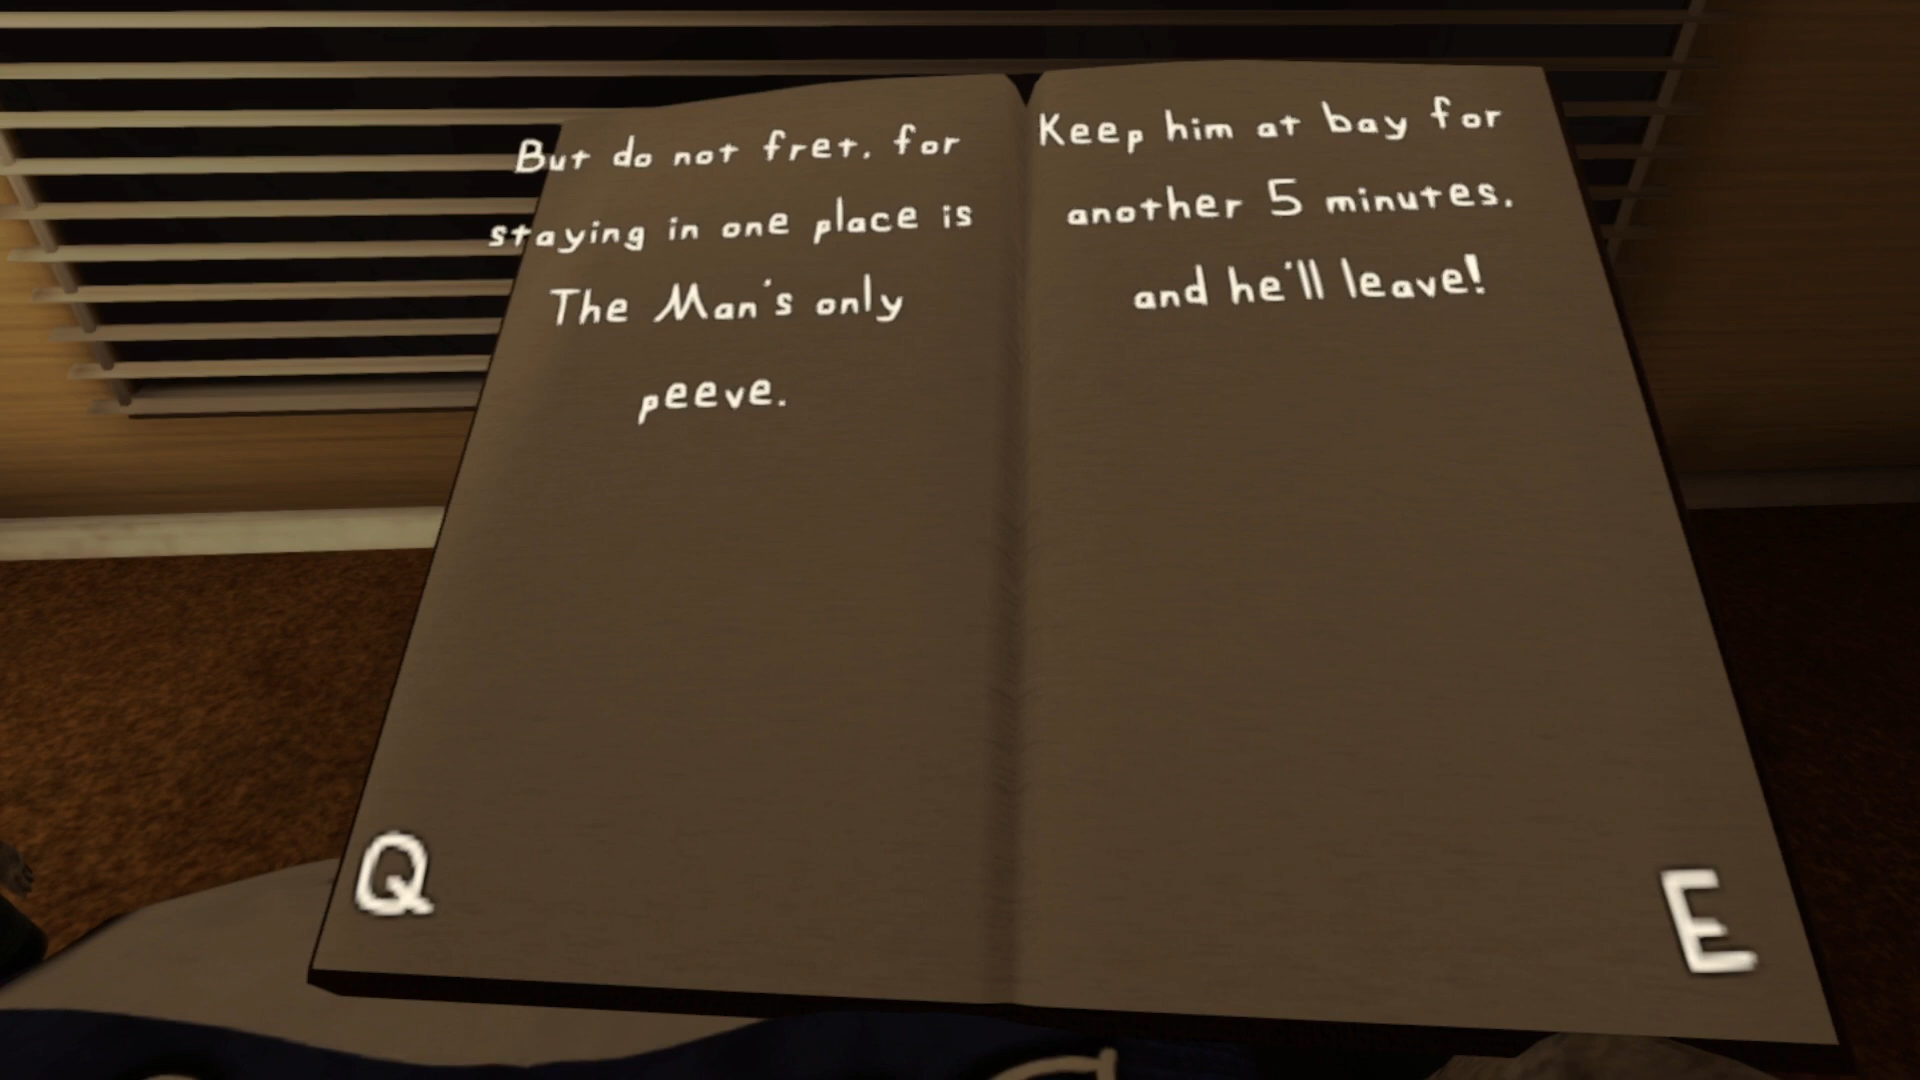 But do not fret, for
staying in one place is
The Man's only
peeve.
Keep him at bay for
another 5 minutes,
and he'll leave!
Q
E